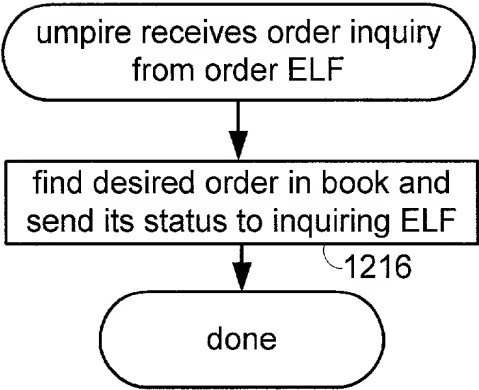 umpire receives order inquiry
from order ELF
find desired order in book and
send its status to inquiring ELF
1216
done